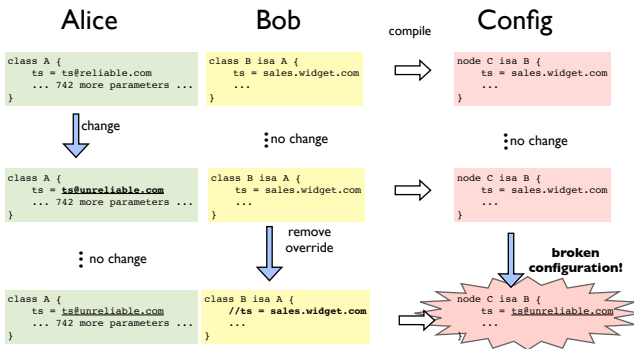 Alice
Bob
Config
compile
class A {
ts = ts@reliable.com
... 742 more parameters ...
}
class B isa A {
ts = sales.widget.com
...
}
node C isa B {
ts = sales.widget.com
...
}
change
no change
no change
class A {
ts = ts@unreliable.com
... 742 more parameters ...
}
class B isa A {
ts = sales.widget.com
...
}
node C isa B {
ts = sales.widget.com
...
}
no change
remove
override
broken
configuration!
class A {
ts = ts@unreliable.com
... 742 more parameters ...
}
class B isa A {
//ts = sales.widget.com
...
}
node C isa B {
ts = ts@unreliable.com
...
}